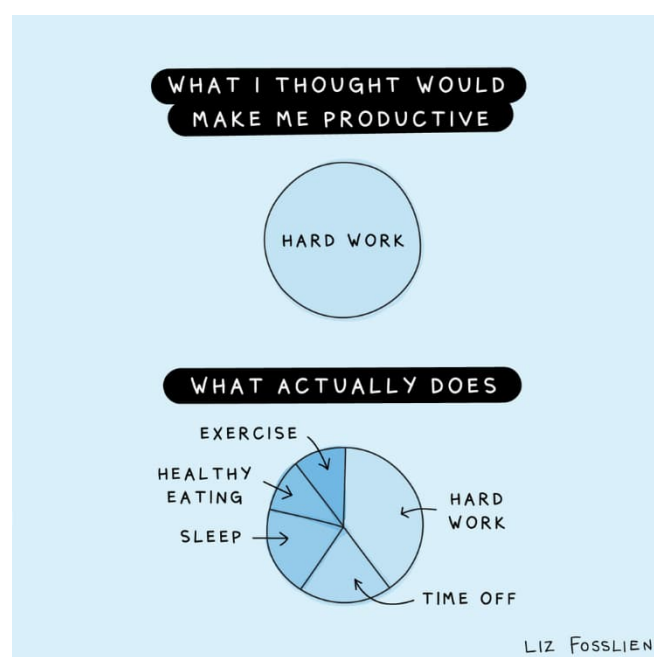 WHAT I THOUGHT WOULD
MAKE ME PRODUCTIVE
HARD WORK
WHAT ACTUALLY DOES
EXERCISE
HEALTHY
EATING
SLEEP
HARD
WORK
TIME OFF
LIZ FOSSLIEN